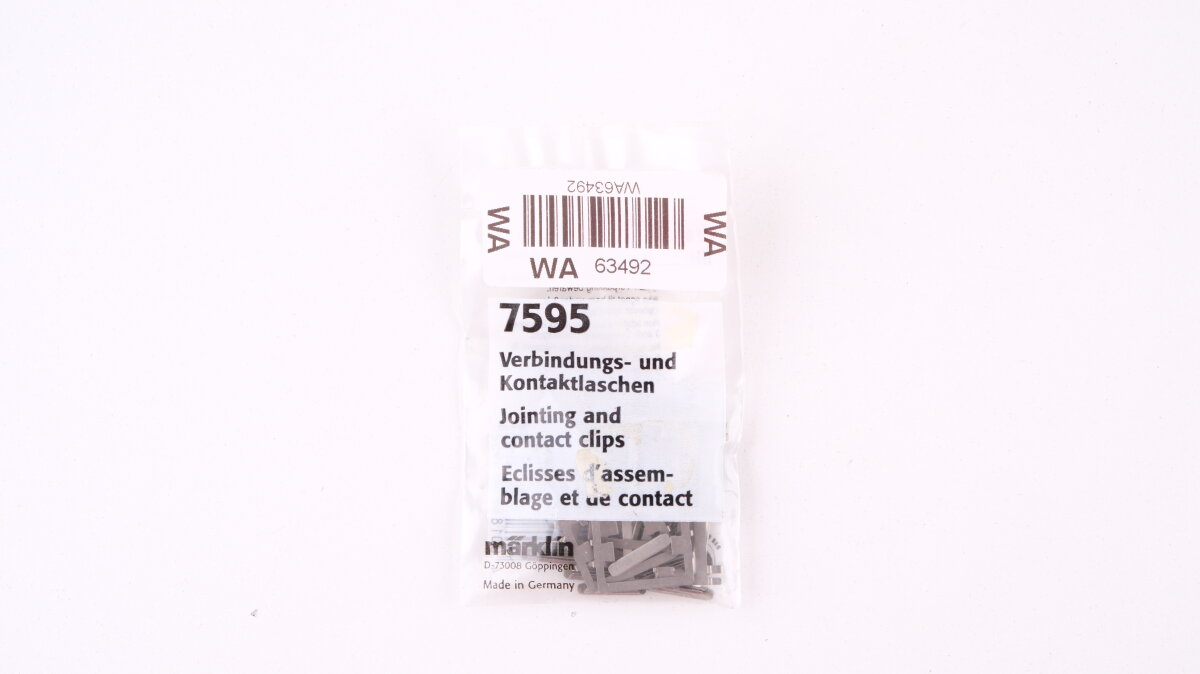 WA63492
WA
WA
WA 63492
7595
Verbindungs- und
Kontaktlaschen
Jointing and
contact clips
Eclisses d'assem-
blage et de contact
märklin
D-73008 Göppingen
Made in Germany